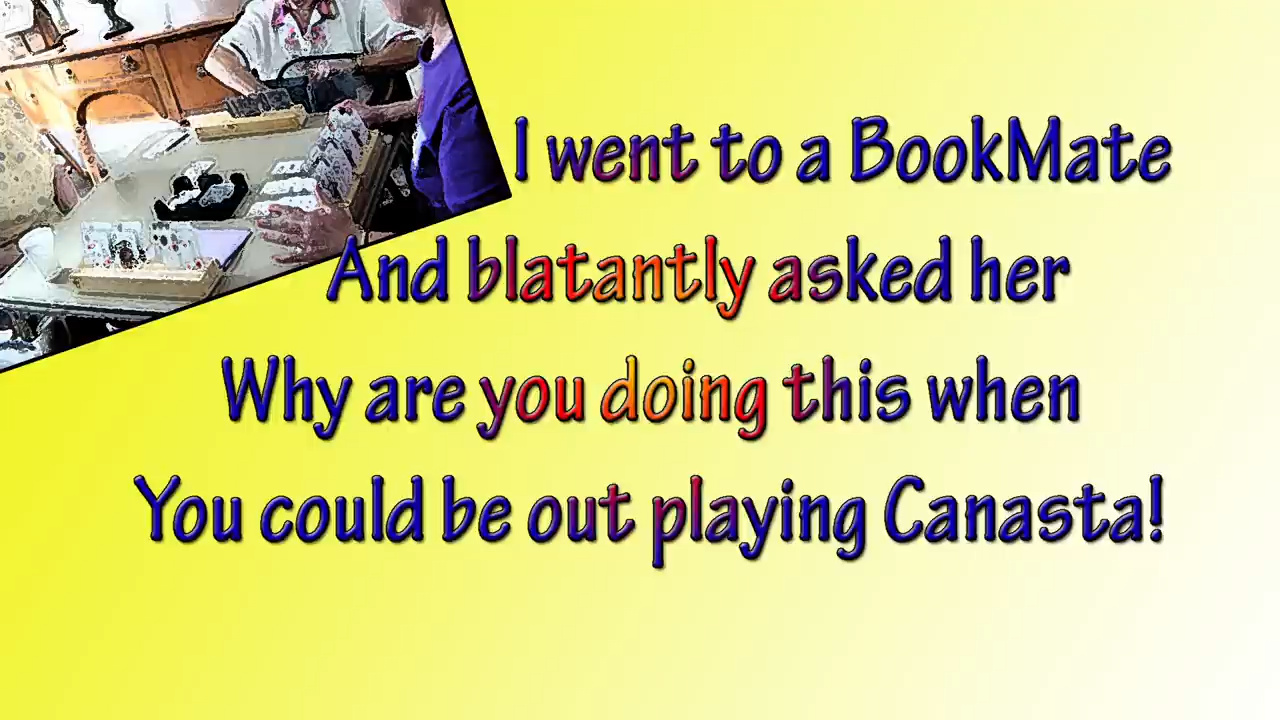 I went to a BookMate
And blatantly asked her
Why are you doing this when
You could be out playing Canasta!